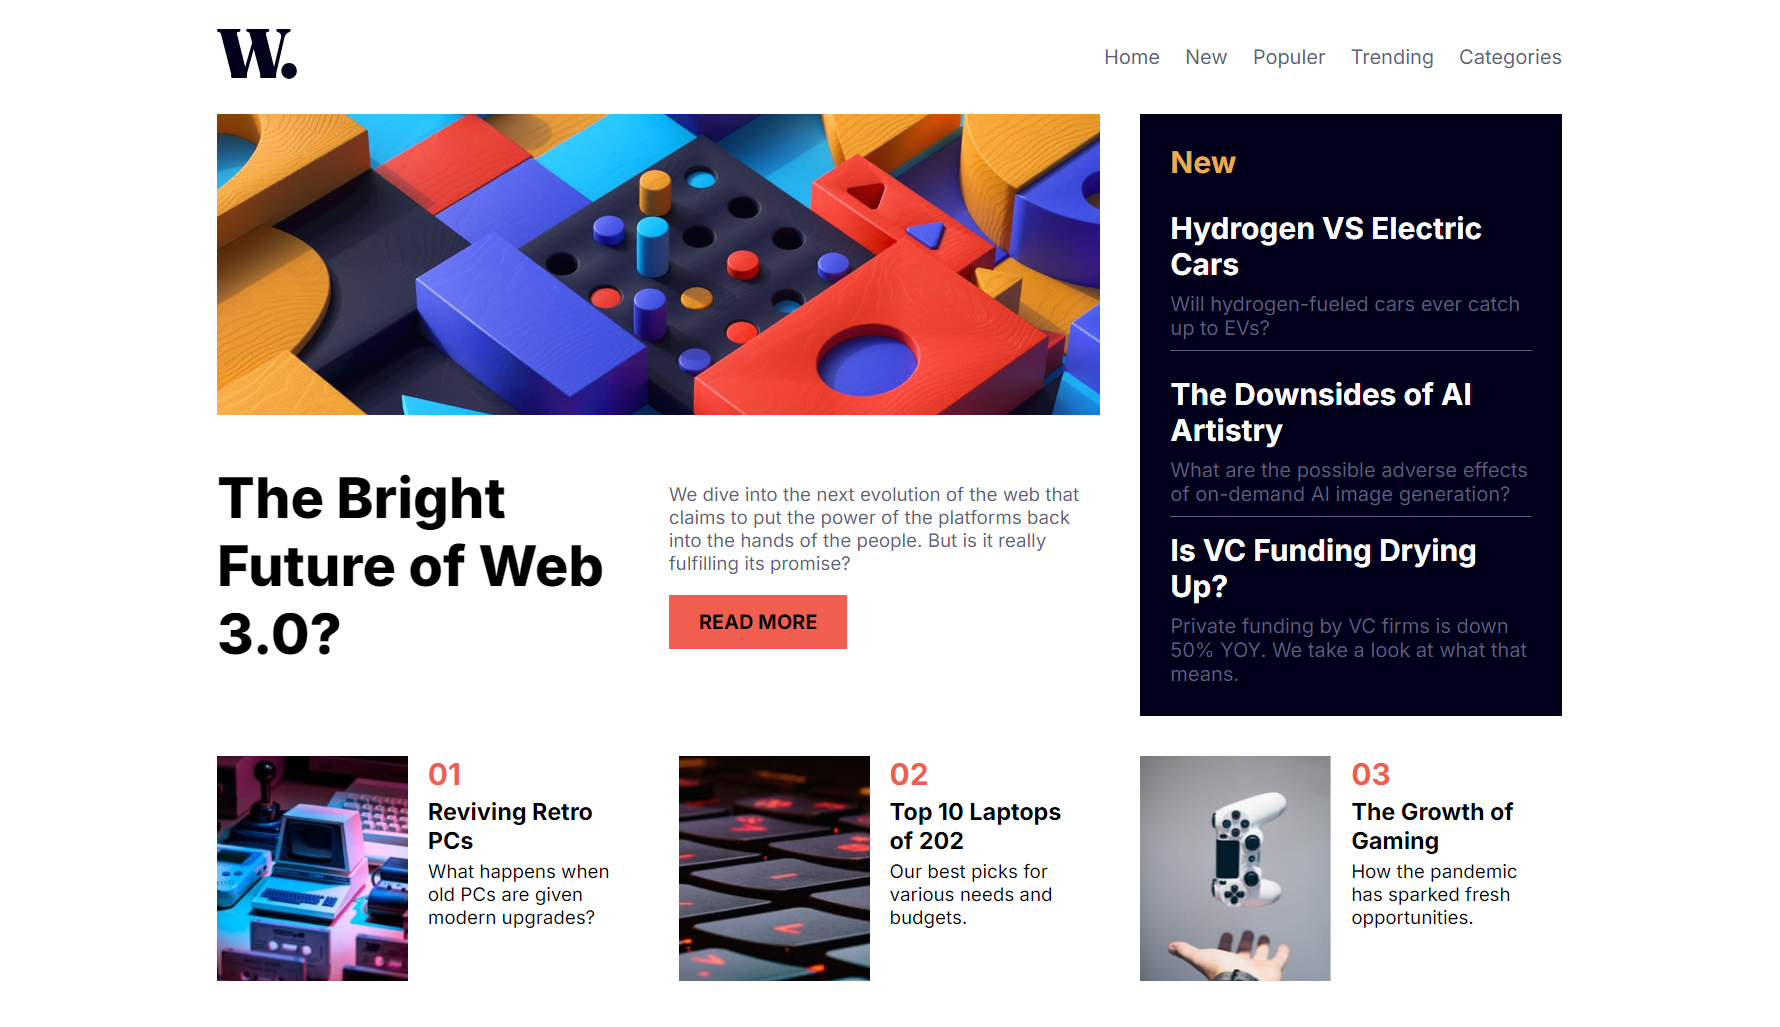 W.
Home New Populer Trending Categories
New
Hydrogen VS Electric
Cars
Will hydrogen-fueled cars ever catch
up to EVs?
The Downsides of AI
Artistry
What are the possible adverse effects
of on-demand AI image generation?
Is VC Funding Drying
Up?
Private funding by VC firms is down
50% YOY. We take a look at what that
means.
The Bright
Future of Web
3.0?
We dive into the next evolution of the web that
claims to put the power of the platforms back
into the hands of the people. But is it really
fulfilling its promise?
READ MORE
01
Reviving Retro
PCs
What happens when
old PCs are given
modern upgrades?
02
Top 10 Laptops
of 202
Our best picks for
various needs and
budgets.
03
The Growth of
Gaming
How the pandemic
has sparked fresh
opportunities.